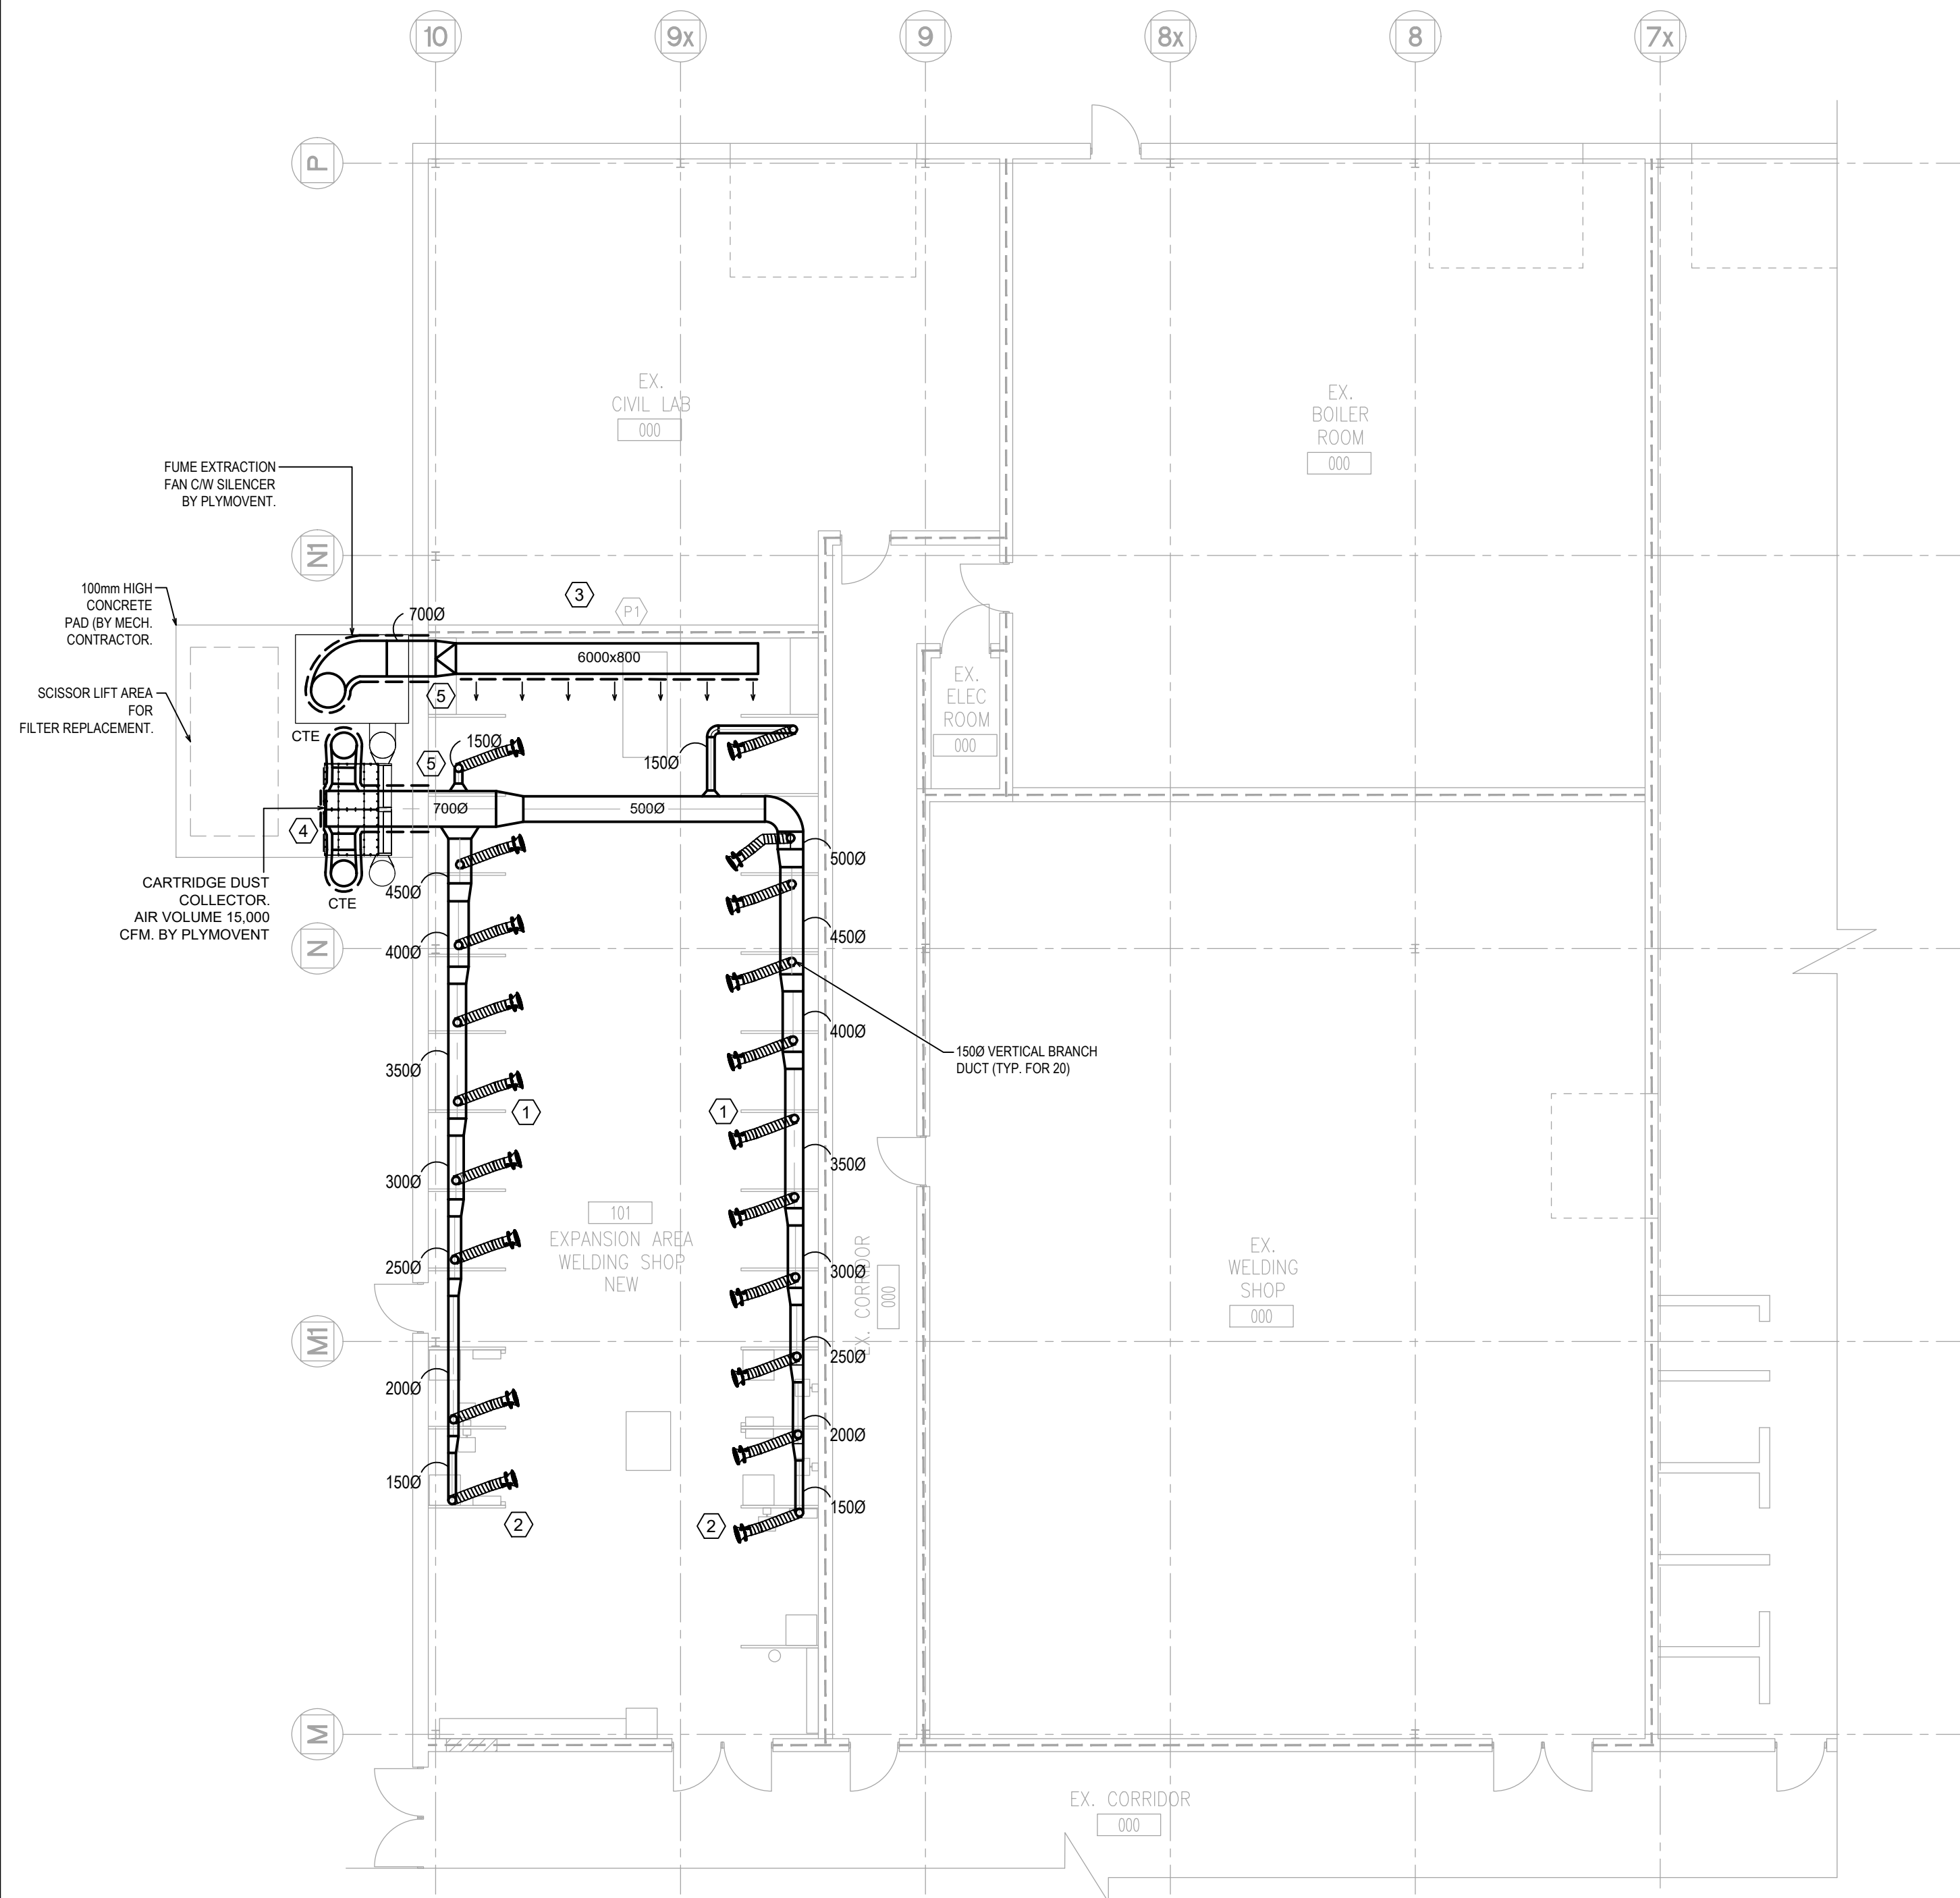 10
9x
9
8x
8
7x
P
EX.
CIVIL LAB
000
EX.
BOILER
ROOM
000
FUME EXTRACTION
FAN C/W SILENCER
BY PLYMOVENT.
N1
100mm HIGH
CONCRETE
PAD (BY MECH.
CONTRACTOR.
3
P1
700Ø
6000x800
SCISSOR LIFT AREA
FOR
FILTER REPLACEMENT.
5
EX.
ELEC
ROOM
000
CTE
5
150Ø
150Ø
700Ø
500Ø
4
CARTRIDGE DUST
COLLECTOR.
AIR VOLUME 15,000
CFM. BY PLYMOVENT
CTE
450Ø
500Ø
N
400Ø
450Ø
350Ø
400Ø
150Ø VERTICAL BRANCH
DUCT (TYP. FOR 20)
1
1
300Ø
350Ø
101
EXPANSION AREA
WELDING SHOP
NEW
250Ø
300Ø
EX. CORRIDOR
000
EX.
WELDING
SHOP
000
M1
200Ø
250Ø
150Ø
200Ø
150Ø
2
2
M
EX. CORRIDOR
000